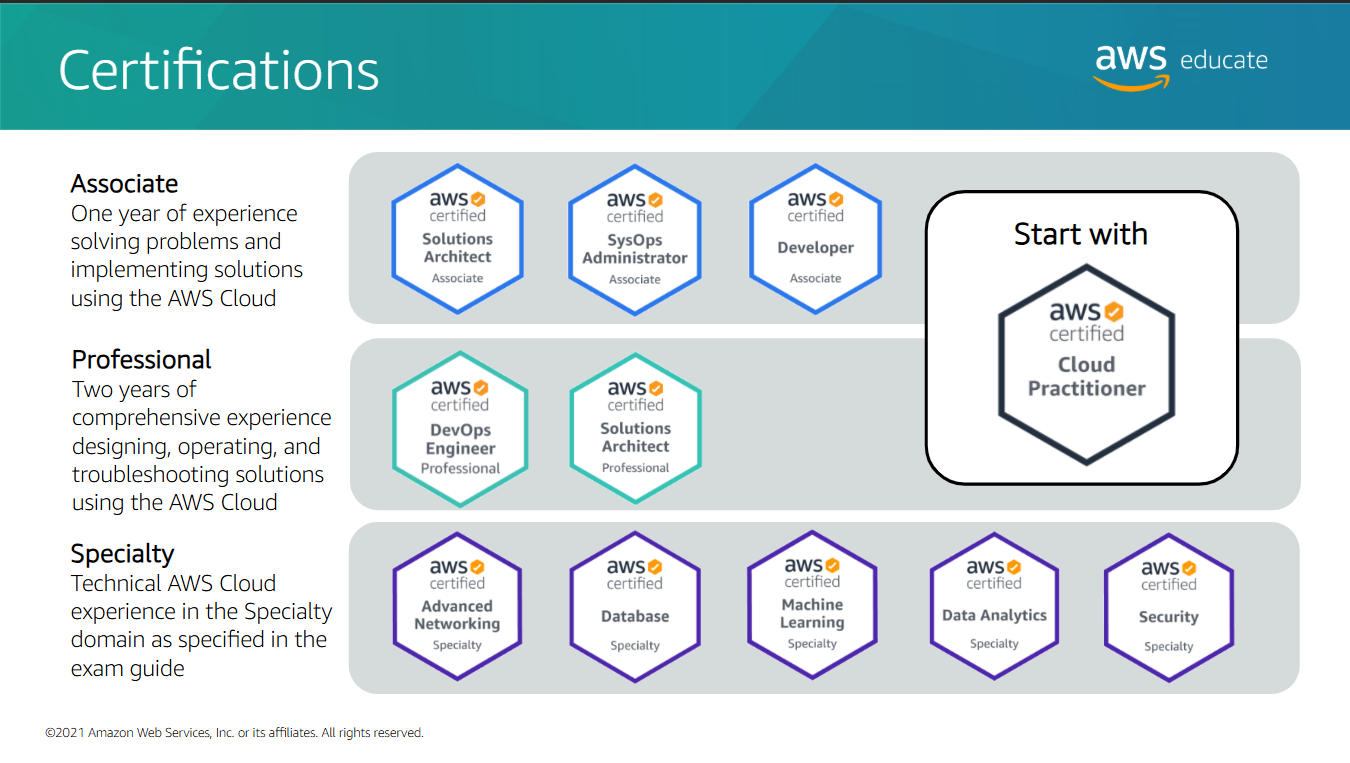 Certifications
aws educate
Associate
One year of experience
solving problems and
implementing solutions
using the AWS Cloud
aws
certified
Solutions
Architect
Associate
aws
certified
SysOps
Administrator
Associate
aws
certified
Developer
Associate
Start with
aws
certified
Cloud
Practitioner
Professional
Two years of
comprehensive experience
designing, operating, and
troubleshooting solutions
using the AWS Cloud
aws
certified
DevOps
Engineer
Professional
aws
certified
Solutions
Architect
Professional
Specialty
Technical AWS Cloud
experience in the Specialty
domain as specified in the
exam guide
aws
certified
Advanced
Networking
Specialty
aws
certified
Database
Specialty
aws
certified
Machine
Learning
Specialty
aws
certified
Data Analytics
Specialty
aws
certified
Security
Specialty
©2021 Amazon Web Services, Inc. or its affiliates. All rights reserved.